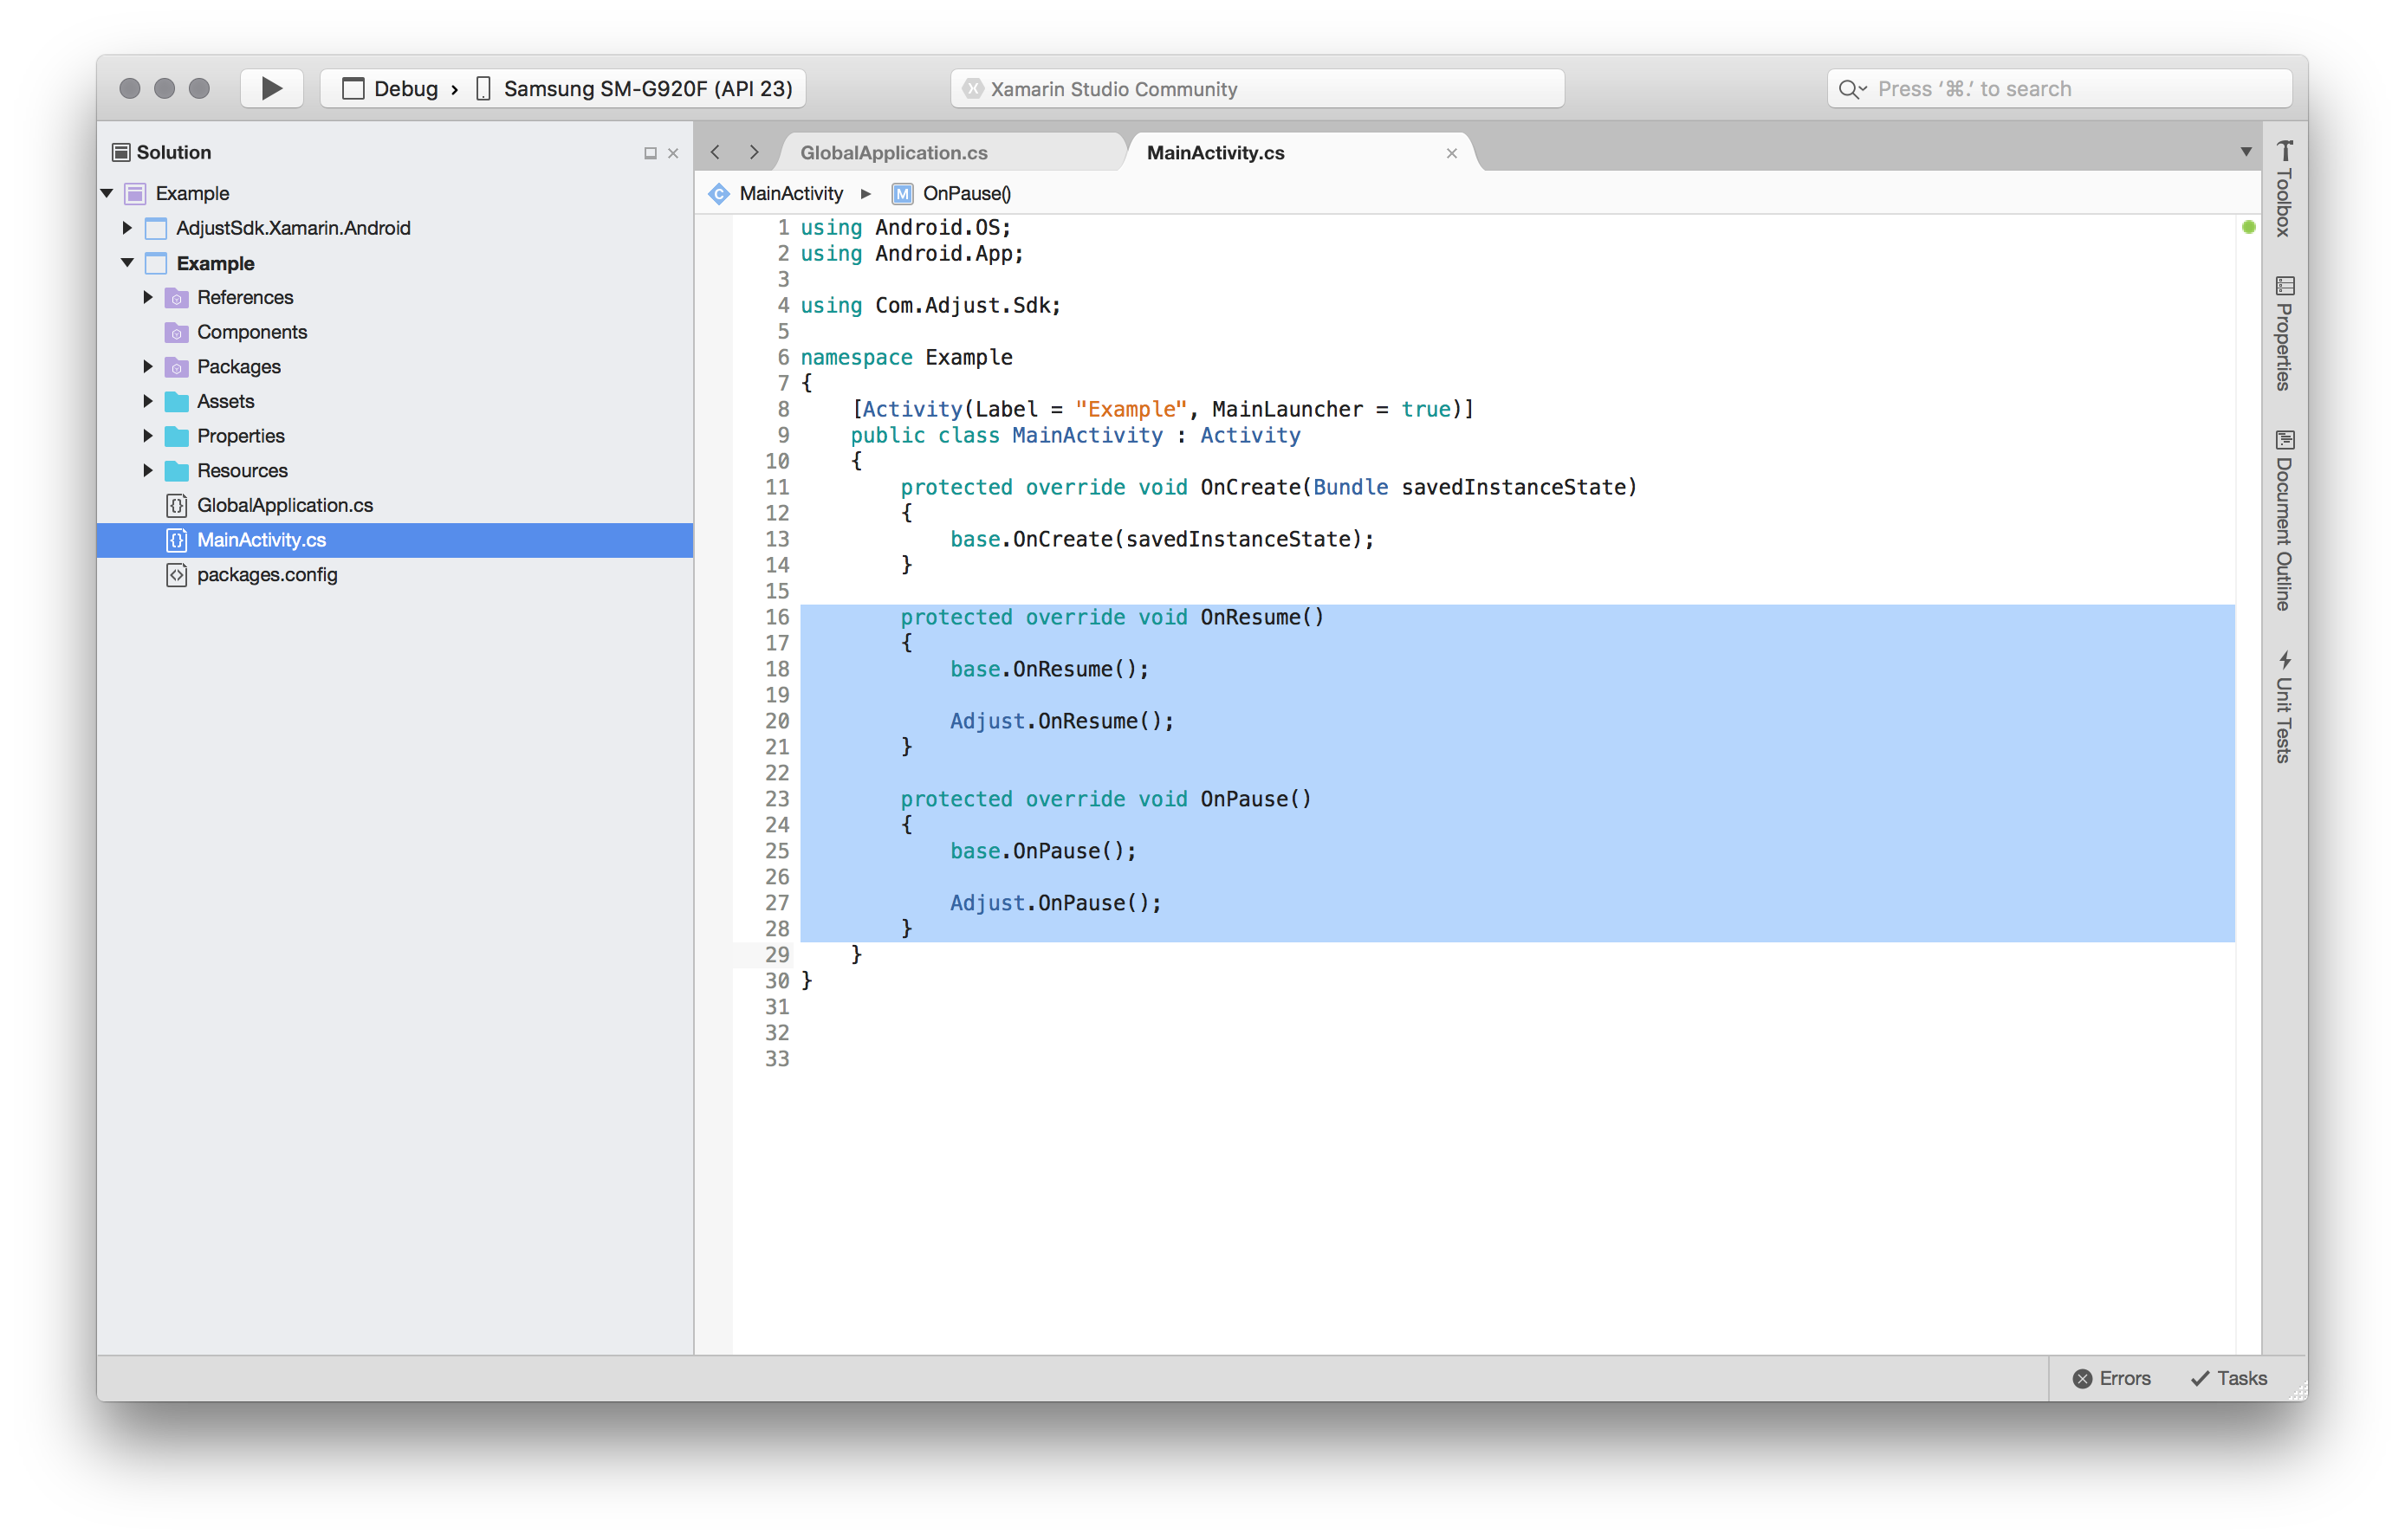 Debug › Samsung SM-G920F (API 23)
Xamarin Studio Community
Press ‘⌘.’ to search
Solution
Example
AdjustSdk.Xamarin.Android
Example
References
Components
Packages
Assets
Properties
Resources
GlobalApplication.cs
MainActivity.cs
packages.config
GlobalApplication.cs
MainActivity.cs
C MainActivity ▸ M OnPause()
1 using Android.OS;
2 using Android.App;
3
4 using Com.Adjust.Sdk;
5
6 namespace Example
7 {
8     [Activity(Label = "Example", MainLauncher = true)]
9     public class MainActivity : Activity
10     {
11         protected override void OnCreate(Bundle savedInstanceState)
12         {
13             base.OnCreate(savedInstanceState);
14         }
15
16         protected override void OnResume()
17         {
18             base.OnResume();
19
20             Adjust.OnResume();
21         }
22
23         protected override void OnPause()
24         {
25             base.OnPause();
26
27             Adjust.OnPause();
28         }
29     }
30 }
31
32
33
Toolbox
Properties
Document Outline
Unit Tests
Errors
Tasks